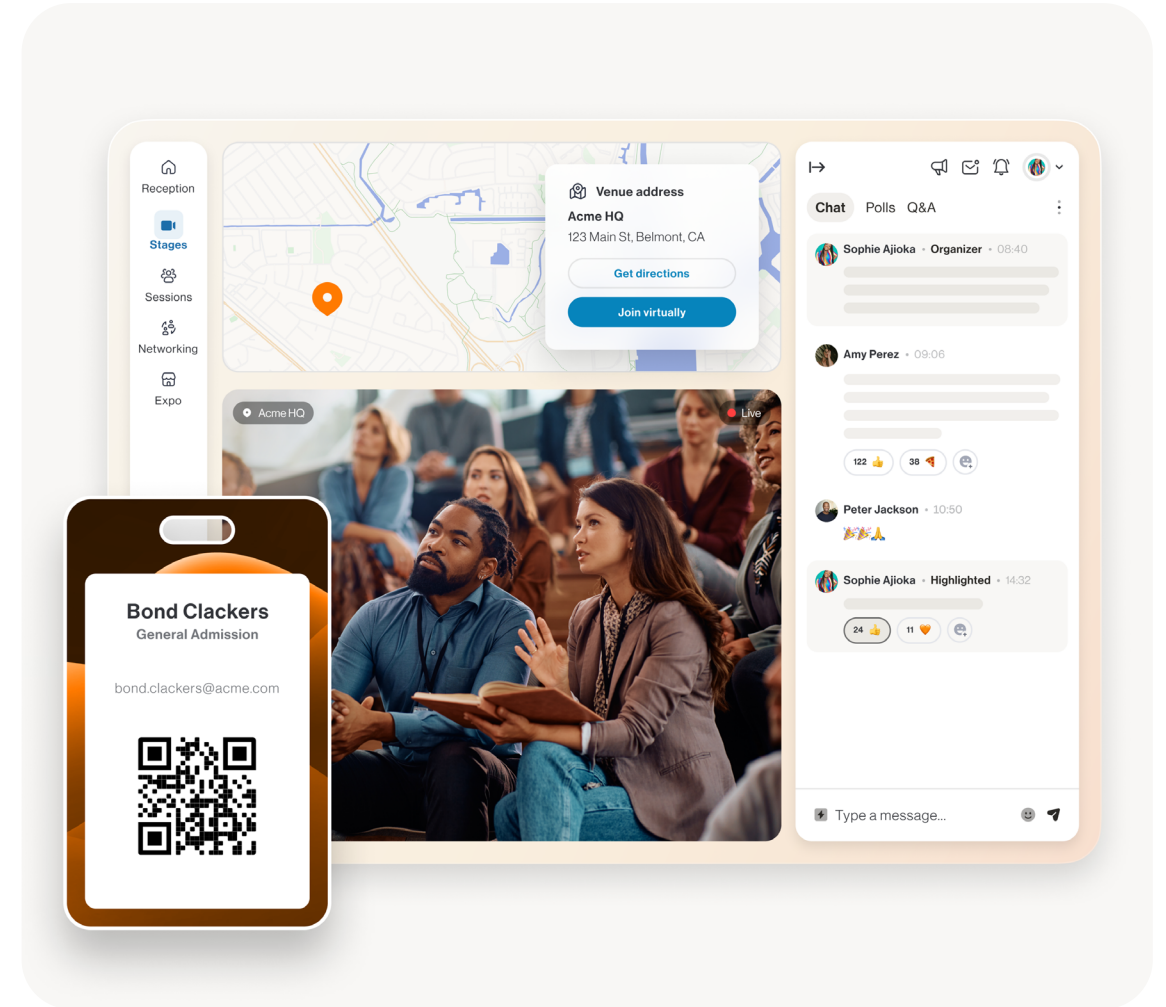 Reception
Stages
Sessions
Networking
Expo
Venue address
Acme HQ
123 Main St, Belmont, CA
Get directions
Join virtually
Acme HQ
Live
Bond Clackers
General Admission
bond.clackers@acme.com
Chat Polls Q&A
Sophie Ajioka • Organizer • 08:40
Amy Perez • 09:06
122 👍 38 🍕
Peter Jackson • 10:50
🎉🎉🙏
Sophie Ajioka • Highlighted • 14:32
24 👍 11 🧡
Type a message...